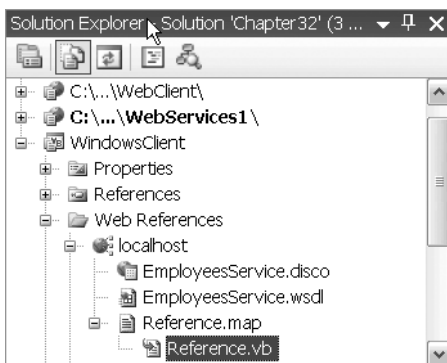 Solution Explorer - Solution 'Chapter32' (3 ...
C:\...\WebClient\
C:\...\WebServices1\
WindowsClient
Properties
References
Web References
localhost
EmployeesService.disco
EmployeesService.wsdl
Reference.map
Reference.vb